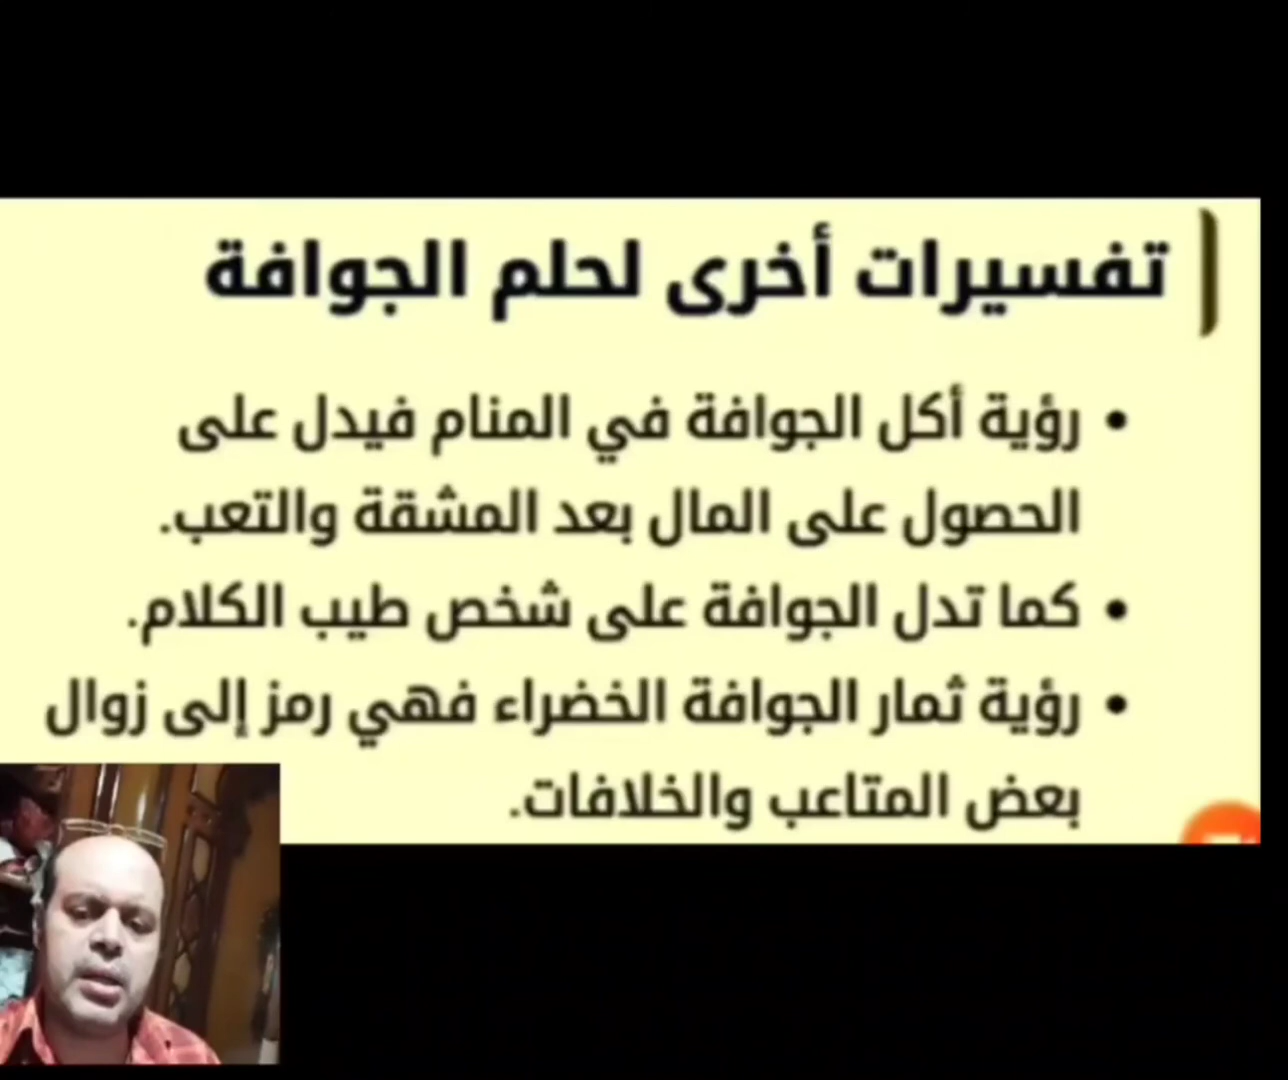 تفسيرات أخرى لحلم الجوافة
• رؤية أكل الجوافة في المنام فيدل على
الحصول على المال بعد المشقة والتعب.
• كما تدل الجوافة على شخص طيب الكلام.
• رؤية ثمار الجوافة الخضراء فهي رمز إلى زوال
بعض المتاعب والخلافات.